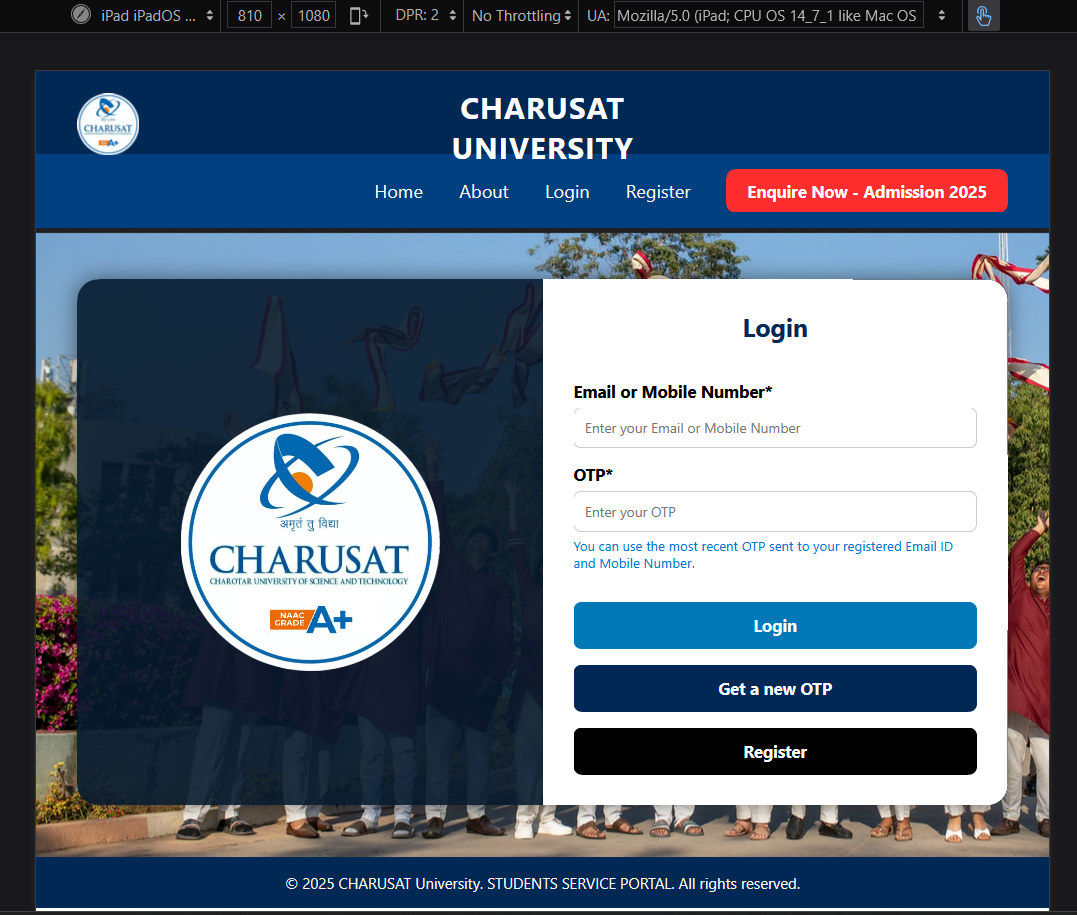 iPad iPadOS ...
810 × 1080
DPR: 2
No Throttling
UA: Mozilla/5.0 (iPad; CPU OS 14_7_1 like Mac OS
CHARUSAT
A+
CHARUSAT
UNIVERSITY
Home
About
Login
Register
Enquire Now - Admission 2025
अमृतं तु विद्या
CHARUSAT
CHAROTAR UNIVERSITY OF SCIENCE AND TECHNOLOGY
NAAC
GRADE A+
Login
Email or Mobile Number*
Enter your Email or Mobile Number
OTP*
Enter your OTP
You can use the most recent OTP sent to your registered Email ID
and Mobile Number.
Login
Get a new OTP
Register
© 2025 CHARUSAT University. STUDENTS SERVICE PORTAL. All rights reserved.